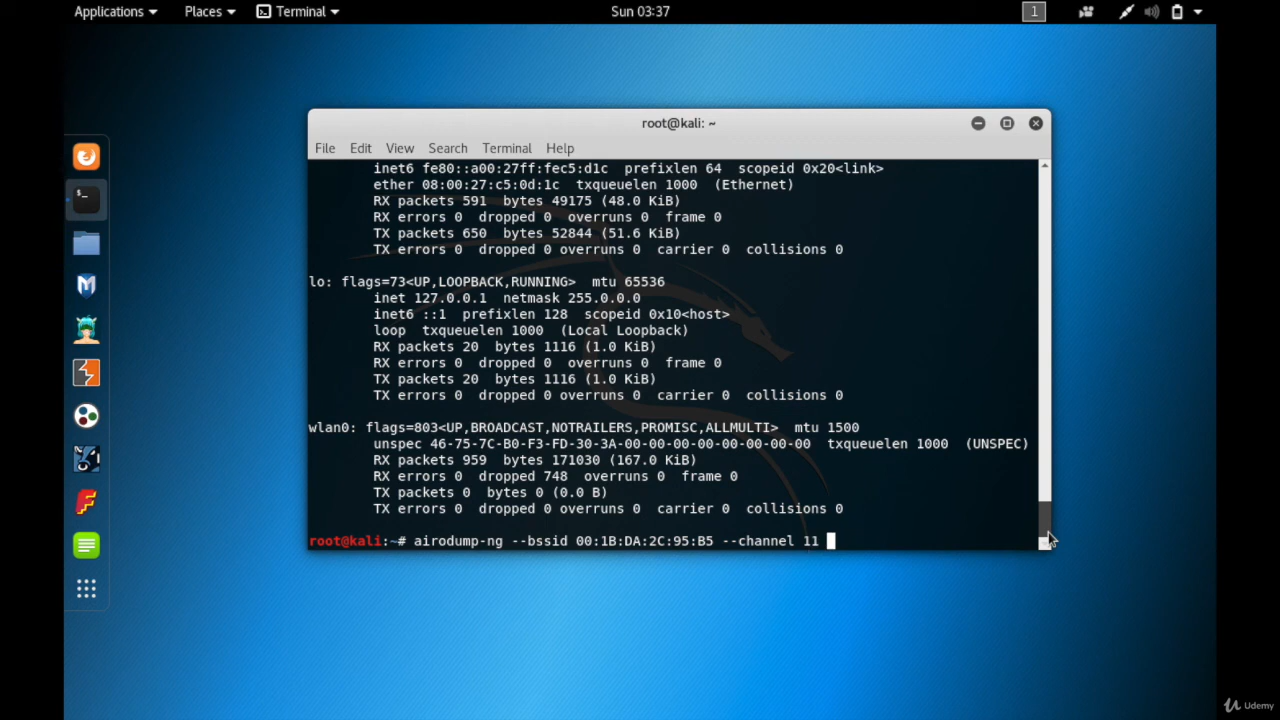 Applications Places Terminal Sun 03:37 1
root@kali: ~
File Edit View Search Terminal Help
inet6 fe80::a00:27ff:fec5:d1c prefixlen 64 scopeid 0x20<link>
ether 08:00:27:c5:0d:1c txqueuelen 1000 (Ethernet)
RX packets 591 bytes 49175 (48.0 KiB)
RX errors 0 dropped 0 overruns 0 frame 0
TX packets 650 bytes 52844 (51.6 KiB)
TX errors 0 dropped 0 overruns 0 carrier 0 collisions 0
lo: flags=73<UP,LOOPBACK,RUNNING> mtu 65536
inet 127.0.0.1 netmask 255.0.0.0
inet6 ::1 prefixlen 128 scopeid 0x10<host>
loop txqueuelen 1000 (Local Loopback)
RX packets 20 bytes 1116 (1.0 KiB)
RX errors 0 dropped 0 overruns 0 frame 0
TX packets 20 bytes 1116 (1.0 KiB)
TX errors 0 dropped 0 overruns 0 carrier 0 collisions 0
wlan0: flags=803<UP,BROADCAST,NOTRAILERS,PROMISC,ALLMULTI> mtu 1500
unspec 46-75-7C-B0-F3-FD-30-3A-00-00-00-00-00-00-00-00 txqueuelen 1000 (UNSPEC)
RX packets 959 bytes 171030 (167.0 KiB)
RX errors 0 dropped 748 overruns 0 frame 0
TX packets 0 bytes 0 (0.0 B)
TX errors 0 dropped 0 overruns 0 carrier 0 collisions 0
root@kali:~# airodump-ng --bssid 00:1B:DA:2C:95:B5 --channel 11
Udemy